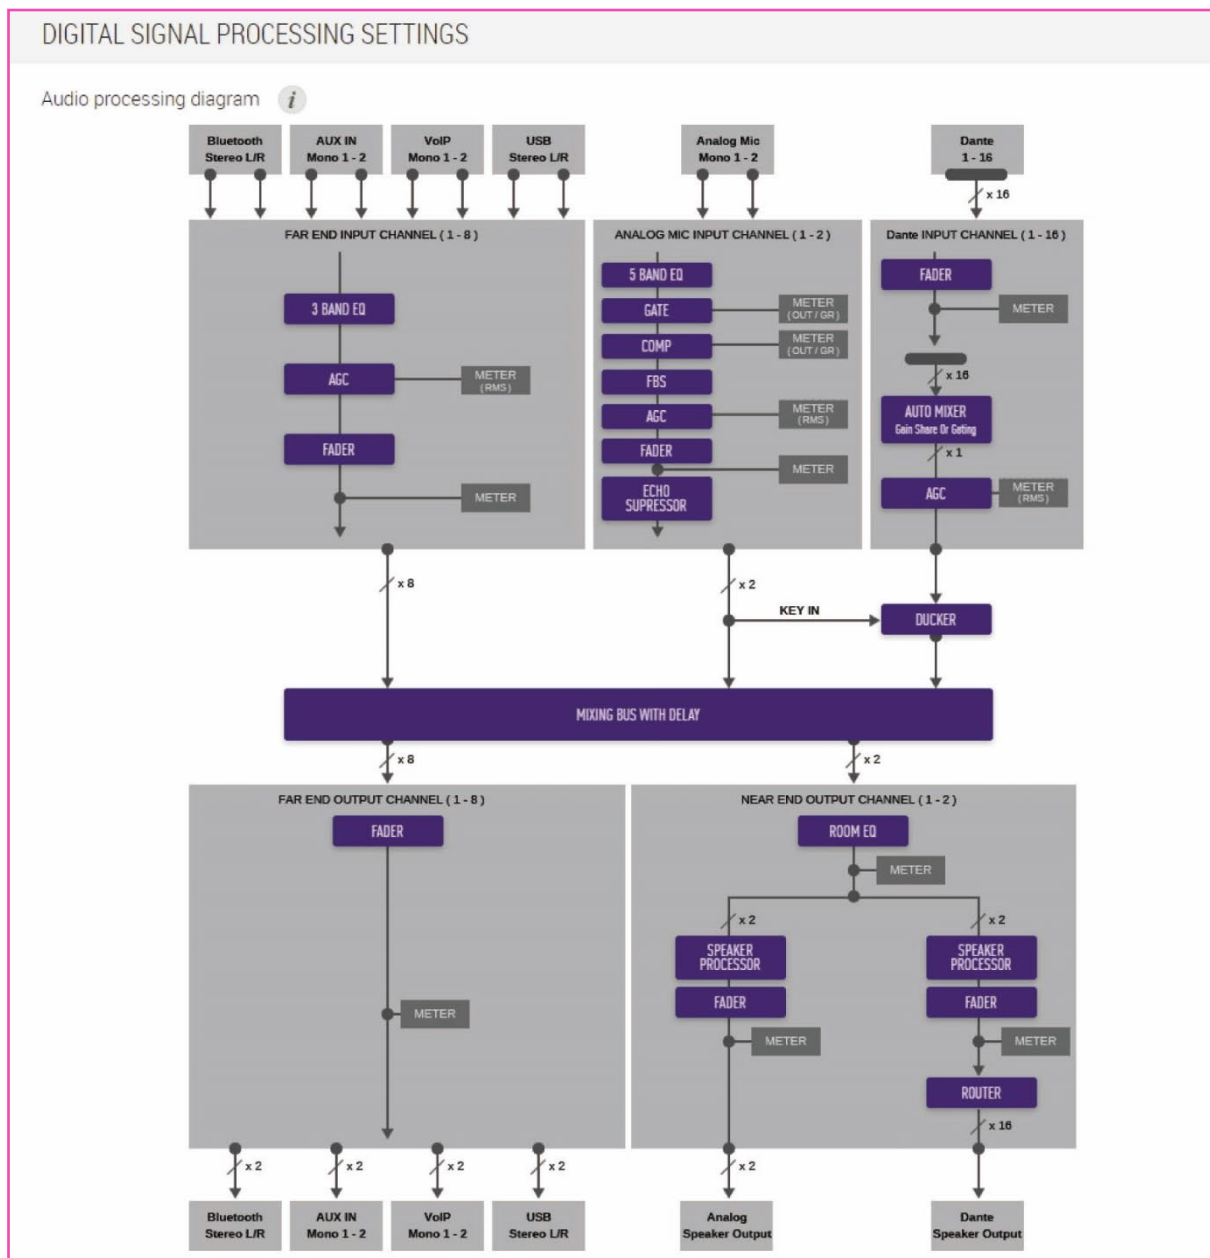 DIGITAL SIGNAL PROCESSING SETTINGS
Audio processing diagram i
Bluetooth
Stereo L/R
AUX IN
Mono 1 - 2
VoIP
Mono 1 - 2
USB
Stereo L/R
Analog Mic
Mono 1 - 2
Dante
1 - 16
x 16
FAR END INPUT CHANNEL ( 1 - 8 )
3 BAND EQ
AGC
METER
(RMS)
FADER
METER
ANALOG MIC INPUT CHANNEL ( 1 - 2 )
5 BAND EQ
GATE
METER
(OUT / GR)
COMP
METER
(OUT / GR)
FBS
AGC
METER
(RMS)
FADER
METER
ECHO
SUPRESSOR
Dante INPUT CHANNEL ( 1 - 16 )
FADER
METER
x 16
AUTO MIXER
Gain Share Or Gating
x 1
AGC
METER
(RMS)
x 8
x 2
KEY IN
DUCKER
MIXING BUS WITH DELAY
x 8
x 2
FAR END OUTPUT CHANNEL ( 1 - 8 )
FADER
METER
NEAR END OUTPUT CHANNEL ( 1 - 2 )
ROOM EQ
METER
x 2
x 2
SPEAKER
PROCESSOR
FADER
METER
SPEAKER
PROCESSOR
FADER
METER
ROUTER
x 16
x 2
x 2
x 2
x 2
x 2
Bluetooth
Stereo L/R
AUX IN
Mono 1 - 2
VoIP
Mono 1 - 2
USB
Stereo L/R
Analog
Speaker Output
Dante
Speaker Output